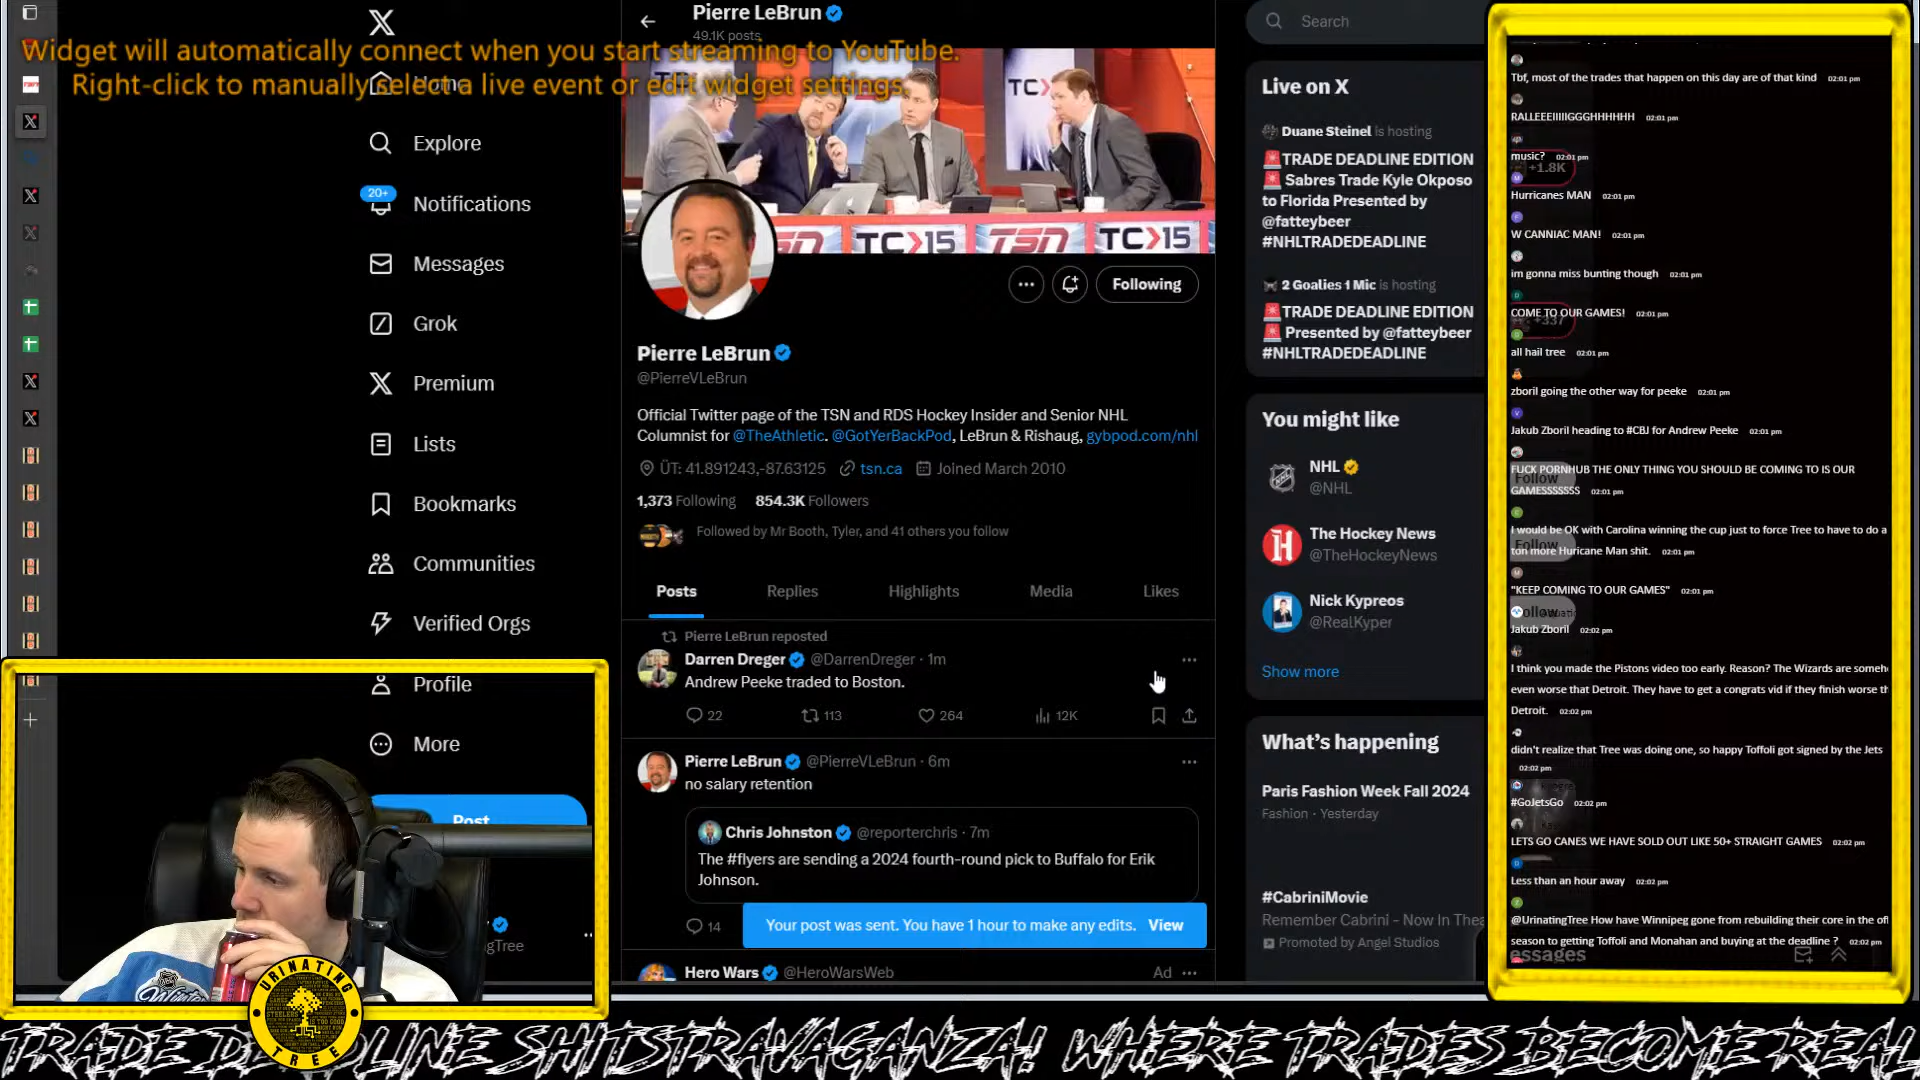 Pierre LeBrun
49.1K posts
Widget will automatically connect when you start streaming to YouTube.
Right-click to manually select a live event or edit widget settings.
Home
Explore
20+
Notifications
Messages
Grok
Premium
Lists
Bookmarks
Communities
Verified Orgs
Profile
More
Post
TC>15
TSN
TC>15
Following
Pierre LeBrun
@PierreVLeBrun
Official Twitter page of the TSN and RDS Hockey Insider and Senior NHL
Columnist for @TheAthletic. @GotYerBackPod, LeBrun & Rishaug, gybpod.com/nhl
ÜT: 41.891243,-87.63125 tsn.ca Joined March 2010
1,373 Following 854.3K Followers
Followed by Mr Booth, Tyler, and 41 others you follow
Posts Replies Highlights Media Likes
Pierre LeBrun reposted
Darren Dreger @DarrenDreger · 1m
Andrew Peeke traded to Boston.
22 113 264 12K
Pierre LeBrun @PierreVLeBrun · 6m
no salary retention
Chris Johnston @reporterchris · 7m
The #flyers are sending a 2024 fourth-round pick to Buffalo for Erik
Johnson.
14
Your post was sent. You have 1 hour to make any edits. View
Hero Wars @HeroWarsWeb Ad
Search
Live on X
Duane Steinel is hosting
🚨TRADE DEADLINE EDITION
🚨 Sabres Trade Kyle Okposo
to Florida Presented by
@fatteybeer
#NHLTRADEDEADLINE
2 Goalies 1 Mic is hosting
🚨TRADE DEADLINE EDITION
🚨 Presented by @fatteybeer
#NHLTRADEDEADLINE
+1.8K
+337
You might like
NHL
@NHL
Follow
The Hockey News
@TheHockeyNews
Follow
Nick Kypreos
@RealKyper
Follow
Show more
What's happening
Paris Fashion Week Fall 2024
Fashion · Yesterday
#CabriniMovie
Remember Cabrini - Now In Thea
Promoted by Angel Studios
essages
Tbf, most of the trades that happen on this day are of that kind 02:01 pm
RALLEEEIIIIIGGGHHHHHH 02:01 pm
music? 02:01 pm
Hurricanes MAN 02:01 pm
W CANNIAC MAN! 02:01 pm
im gonna miss bunting though 02:01 pm
COME TO OUR GAMES! 02:01 pm
all hail tree 02:01 pm
zboril going the other way for peeke 02:01 pm
Jakub Zboril heading to #CBJ for Andrew Peeke 02:01 pm
FUCK PORNHUB THE ONLY THING YOU SHOULD BE COMING TO IS OUR
GAMESSSSSSS 02:01 pm
I would be OK with Carolina winning the cup just to force Tree to have to do a
ton more Huricane Man shit. 02:01 pm
"KEEP COMING TO OUR GAMES" 02:01 pm
Jakub Zboril 02:02 pm
I think you made the Pistons video too early. Reason? The Wizards are someh
even worse that Detroit. They have to get a congrats vid if they finish worse th
Detroit. 02:02 pm
didn't realize that Tree was doing one, so happy Toffoli got signed by the Jets
02:02 pm
#GoJetsGo 02:02 pm
LETS GO CANES WE HAVE SOLD OUT LIKE 50+ STRAIGHT GAMES 02:02 pm
Less than an hour away 02:02 pm
@UrinatingTree How have Winnipeg gone from rebuilding their core in the off
season to getting Toffoli and Monahan and buying at the deadline ? 02:02 pm
ngTree
URINATING
TREE
TRADE DEADLINE SHITSTRAVAGANZA! WHERE TRADES BECOME REAL